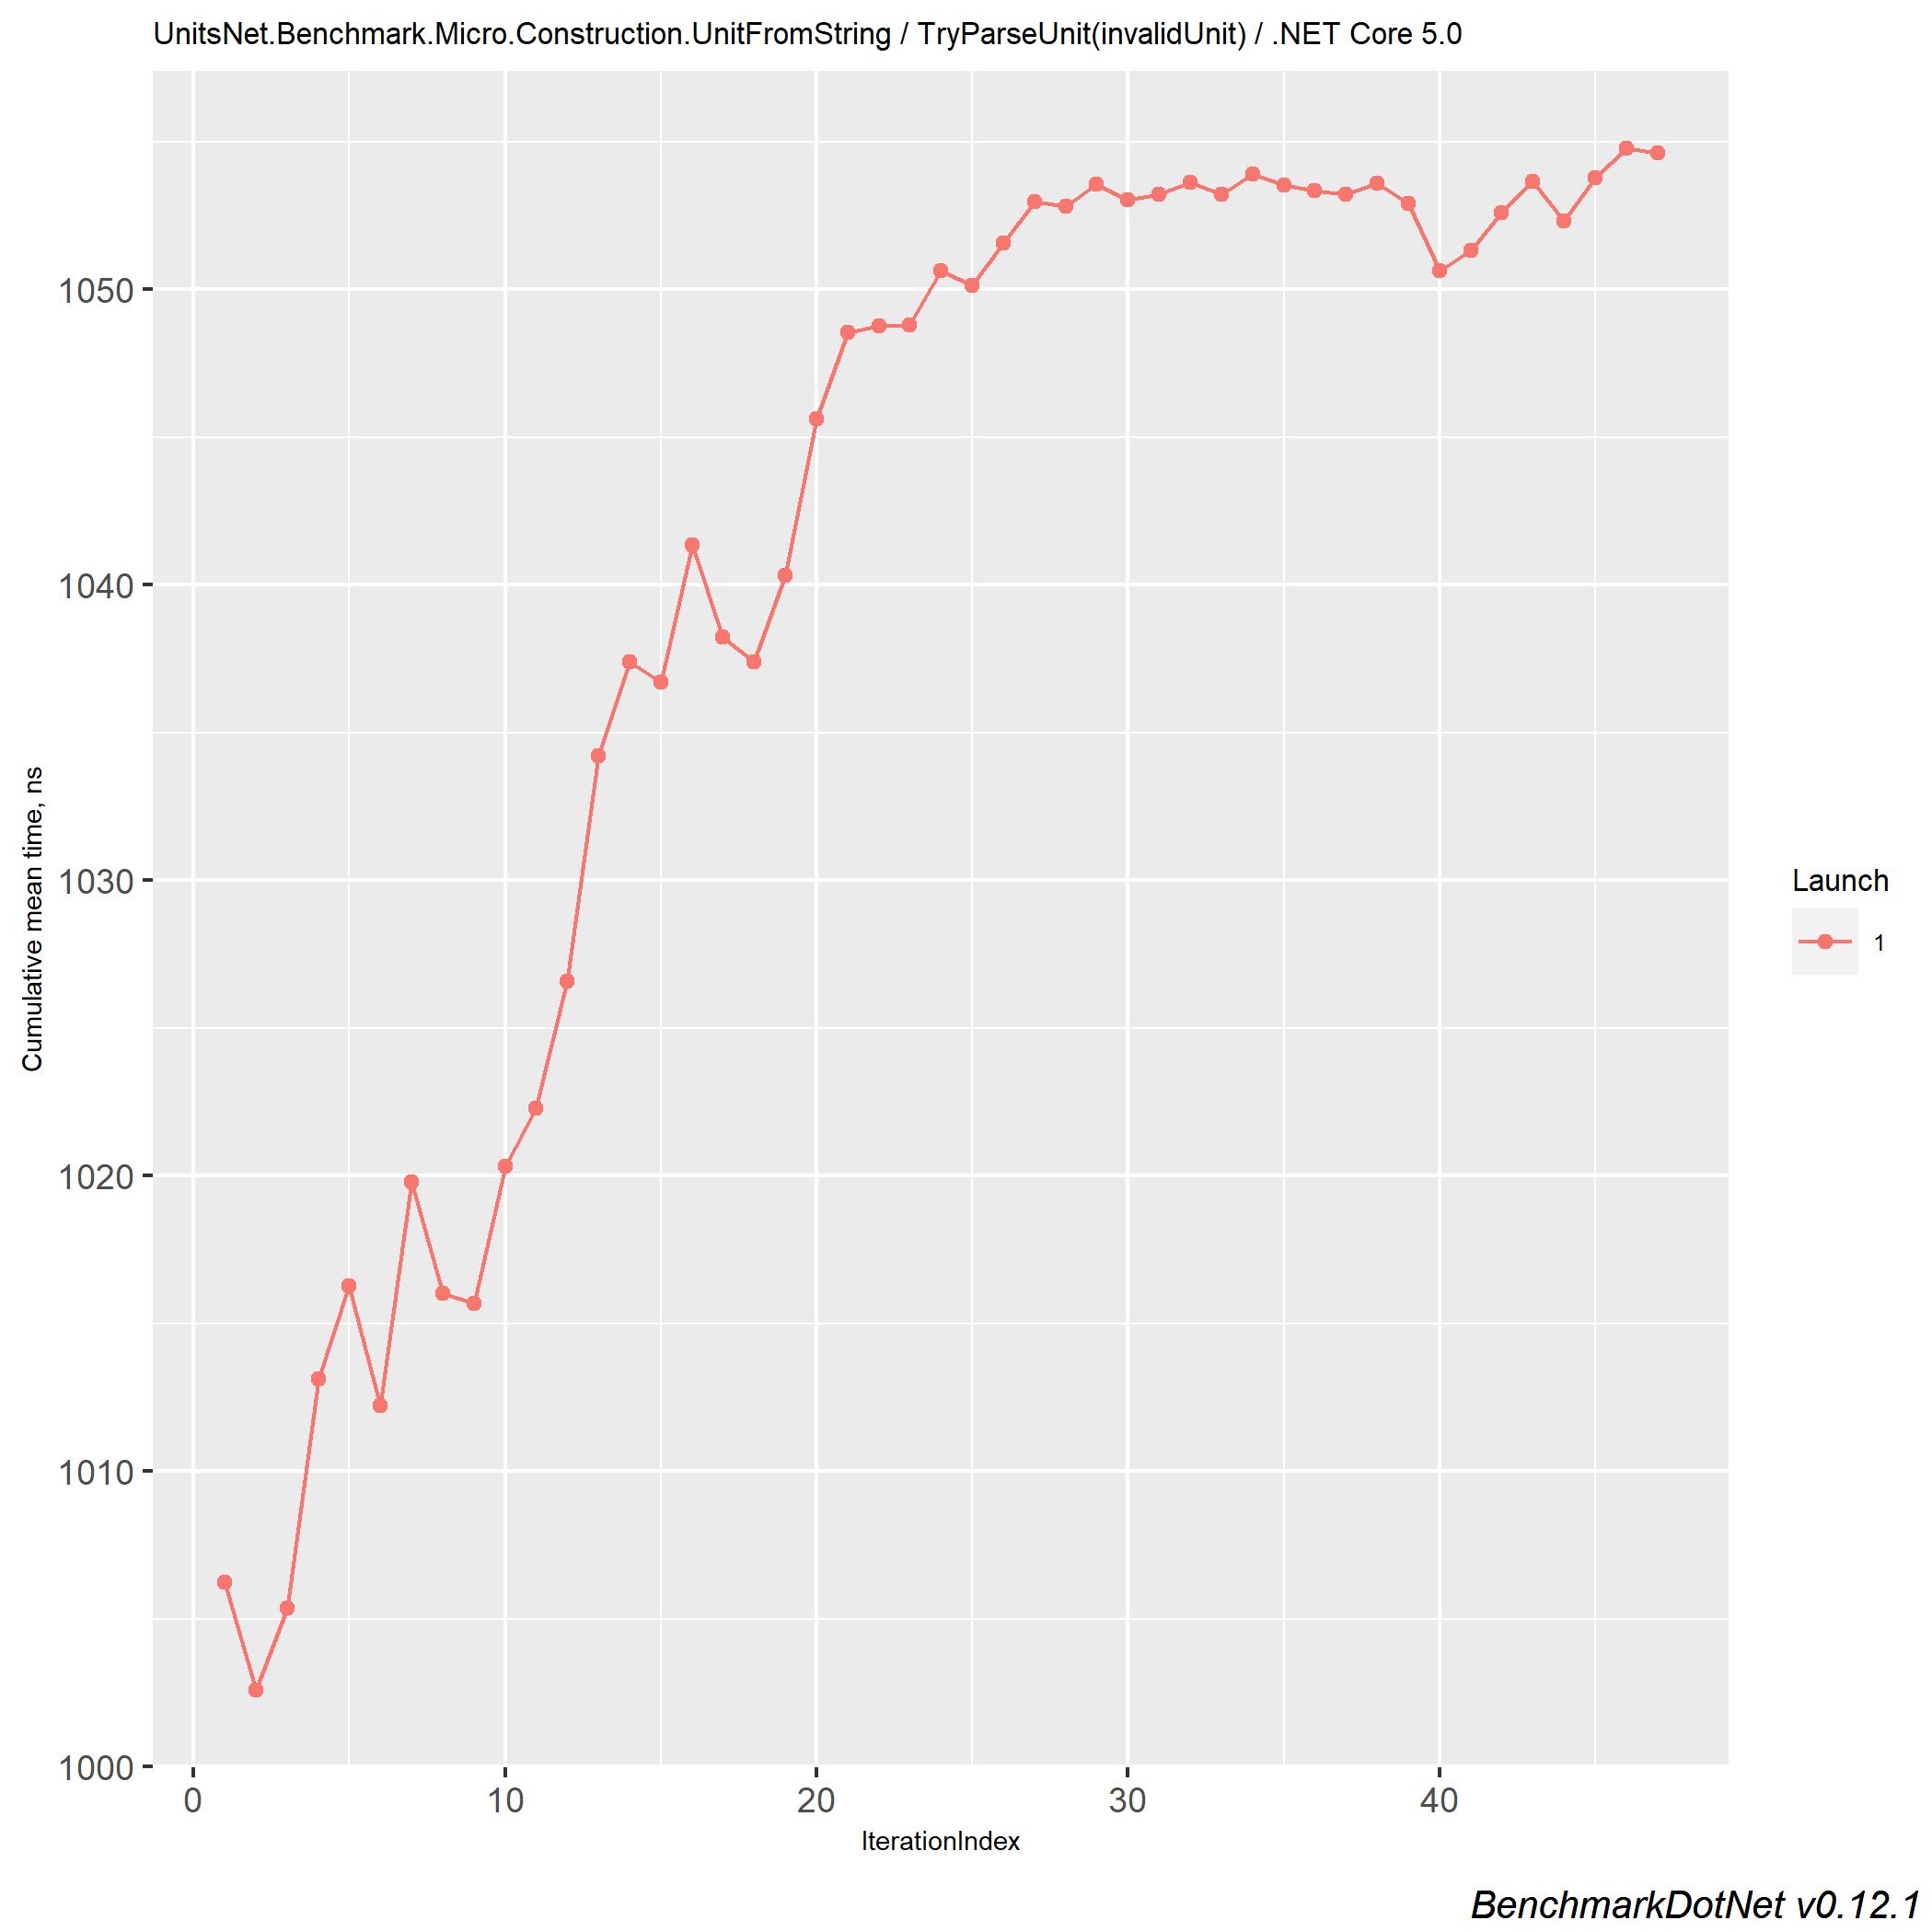 UnitsNet.Benchmark.Micro.Construction.UnitFromString / TryParseUnit(invalidUnit) / .NET Core 5.0
1050
1040
1030
1020
1010
1000
Cumulative mean time, ns
0 10 20 30 40
IterationIndex
Launch
1
BenchmarkDotNet v0.12.1